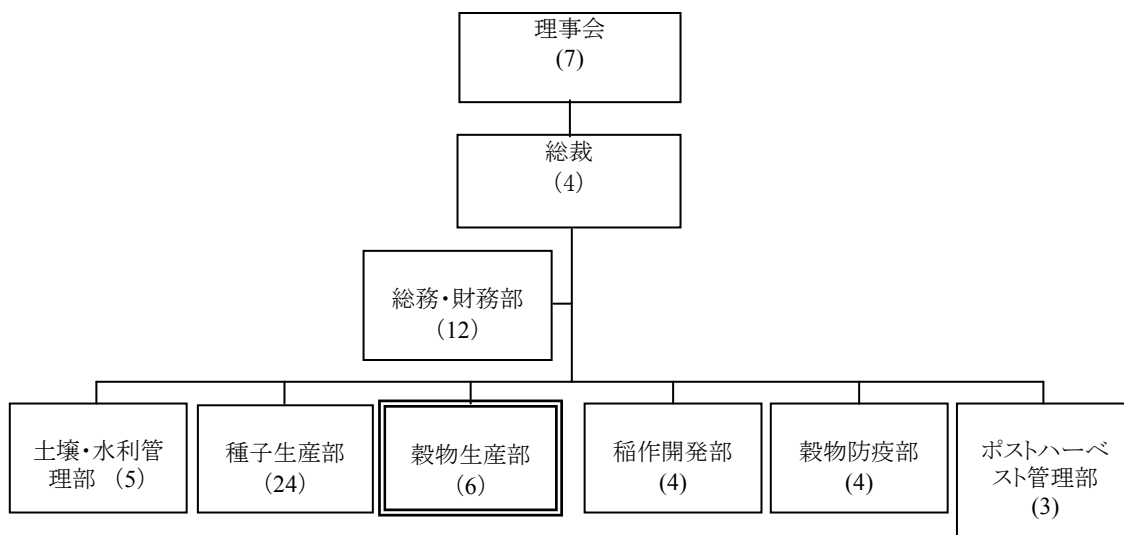 理事会
(7)
総裁
（4）
総務・財務部
（12）
土壌・水利管
理部　（5）
種子生産部
(24)
穀物生産部
(6)
稲作開発部
(4)
穀物防疫部
(4)
ポストハーベ
スト管理部
(3)